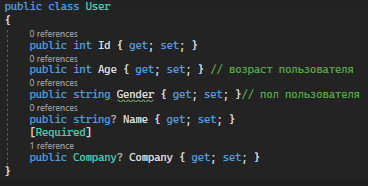 public class User
{
0 references
public int Id { get; set; }
0 references
public int Age { get; set; } // возраст пользователя
0 references
public string Gender { get; set; }// пол пользователя
0 references
public string? Name { get; set; }
[Required]
1 reference
public Company? Company { get; set; }
}